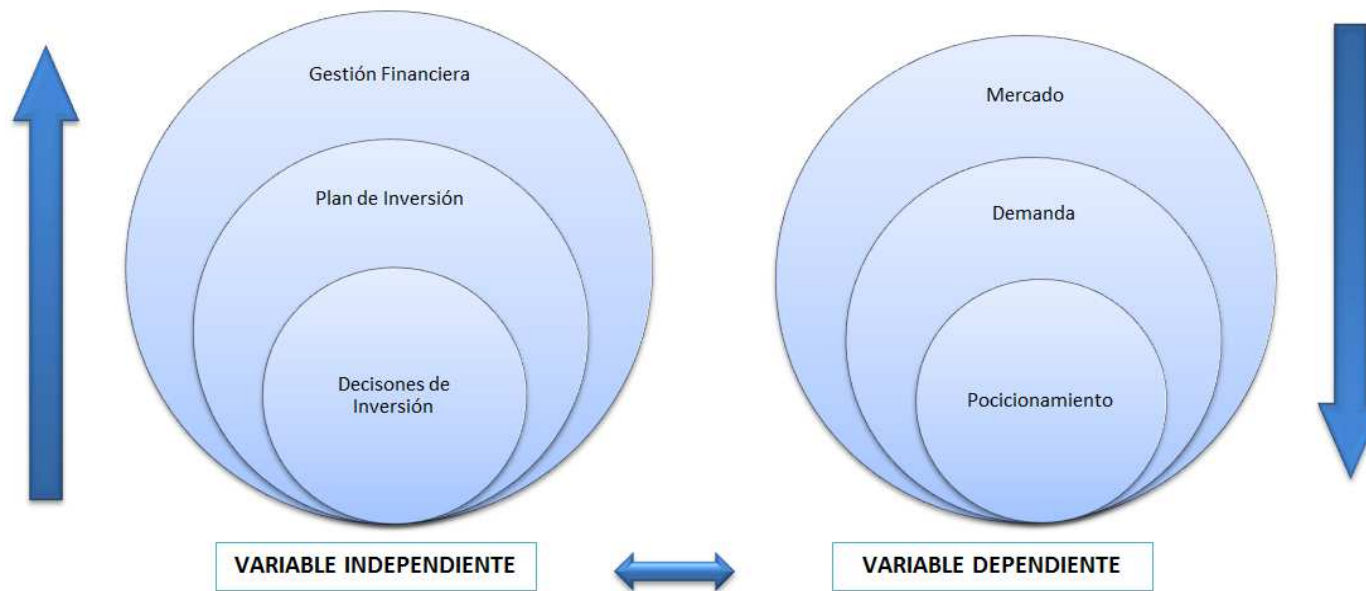 Gestión Financiera
Plan de Inversión
Decisones de
Inversión
VARIABLE INDEPENDIENTE
Mercado
Demanda
Pocicionamiento
VARIABLE DEPENDIENTE